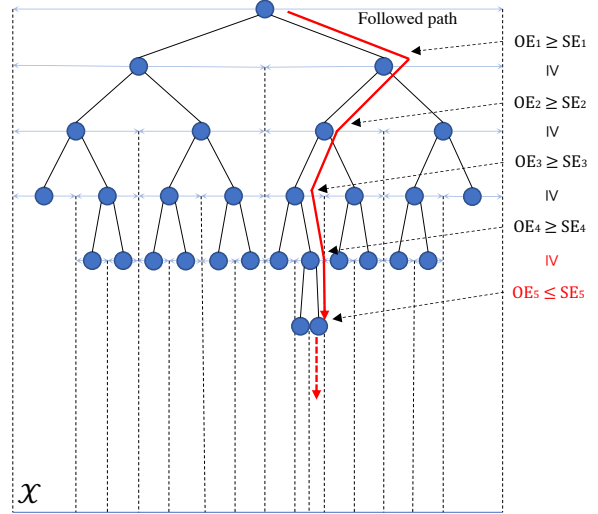 Followed path
OE₁ ≥ SE₁
≥
OE₂ ≥ SE₂
≥
OE₃ ≥ SE₃
≥
OE₄ ≥ SE₄
≥
OE₅ ≤ SE₅
𝒳